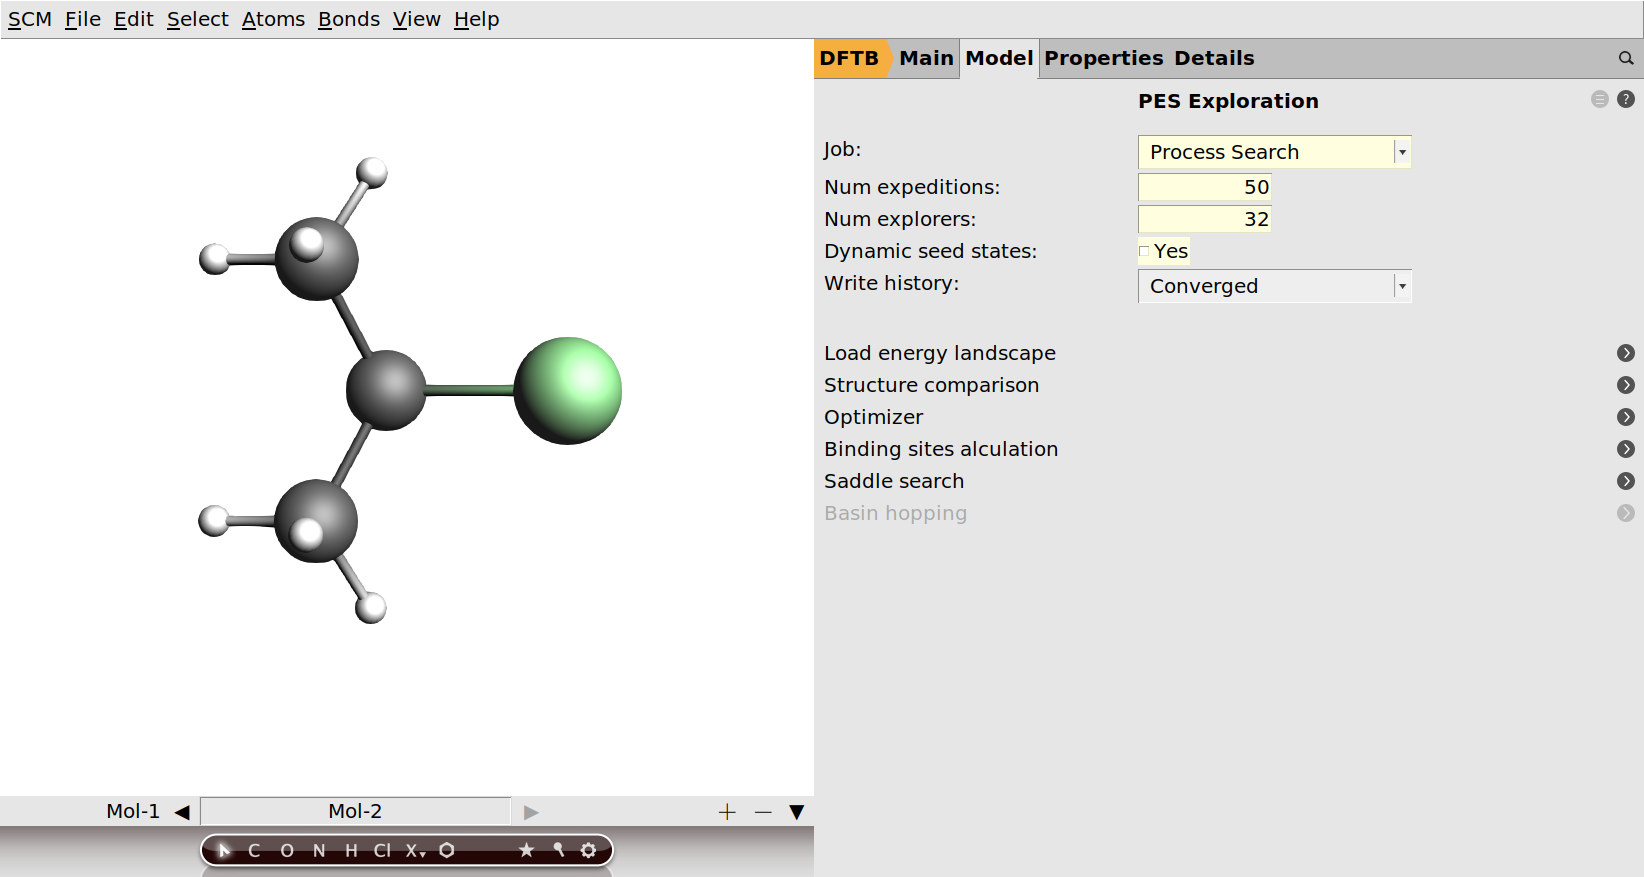 SCM File Edit Select Atoms Bonds View Help
DFTB Main Model Properties Details
PES Exploration
?
Job: Process Search
Num expeditions: 50
Num explorers: 32
Dynamic seed states: Yes
Write history: Converged
Load energy landscape
Structure comparison
Optimizer
Binding sites alculation
Saddle search
Basin hopping
Mol-1 ◀ Mol-2 ▶ + − ▼
C O N H Cl X